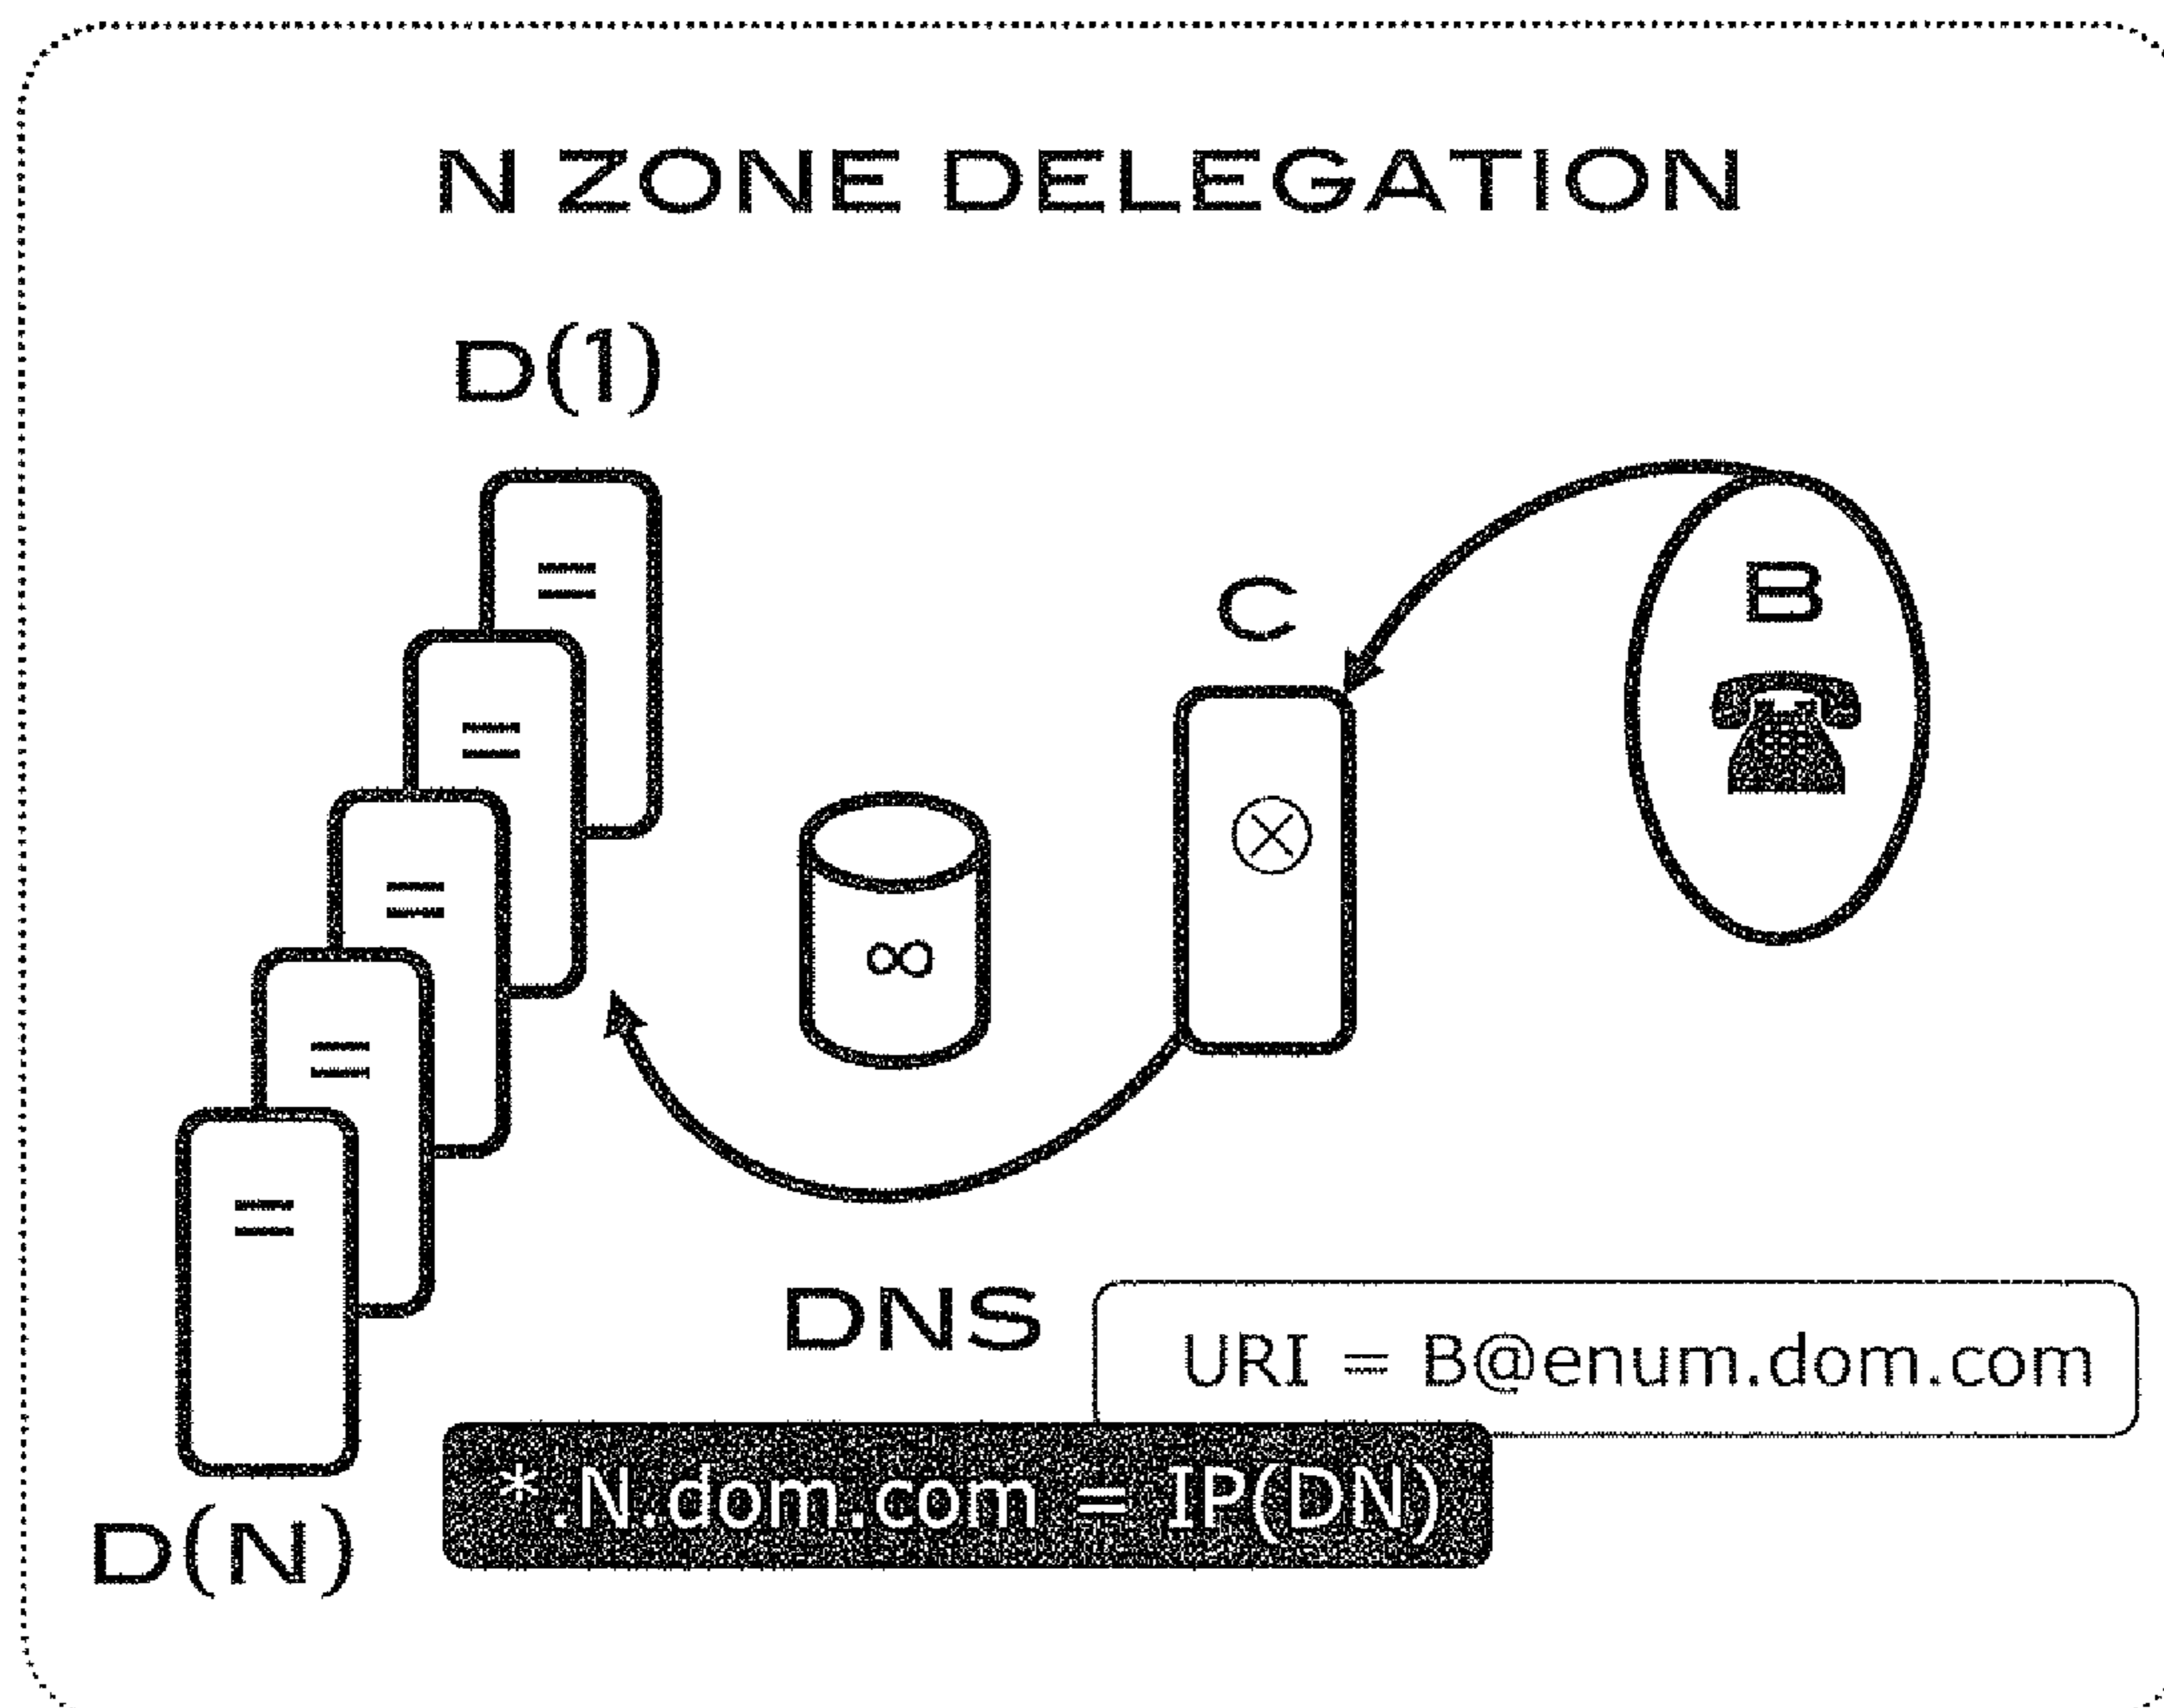 N ZONE DELEGATION
D(1)
C
B
∞
DNS
URI = B@enum.dom.com
*.N.dom.com = IP(DN)
D(N)